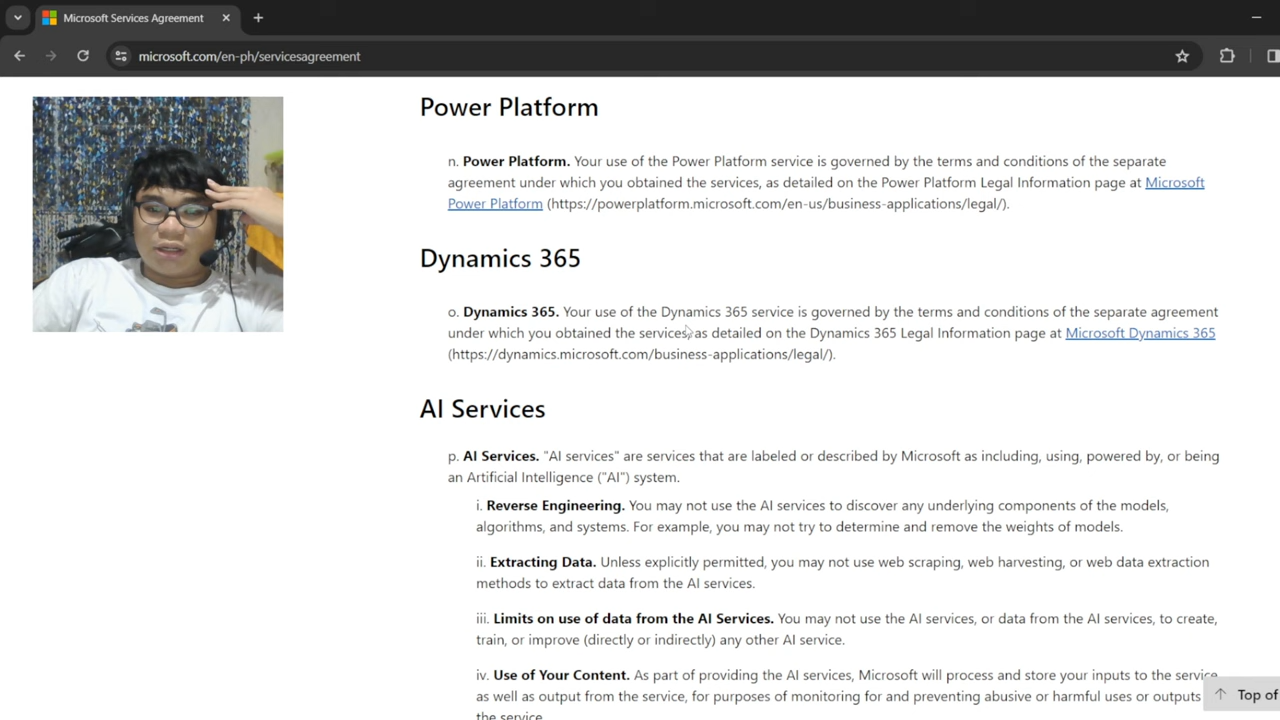 Microsoft Services Agreement
microsoft.com/en-ph/servicesagreement
Power Platform
n. Power Platform. Your use of the Power Platform service is governed by the terms and conditions of the separate
agreement under which you obtained the services, as detailed on the Power Platform Legal Information page at Microsoft
Power Platform (https://powerplatform.microsoft.com/en-us/business-applications/legal/).
Dynamics 365
o. Dynamics 365. Your use of the Dynamics 365 service is governed by the terms and conditions of the separate agreement
under which you obtained the services, as detailed on the Dynamics 365 Legal Information page at Microsoft Dynamics 365
(https://dynamics.microsoft.com/business-applications/legal/).
AI Services
p. AI Services. "AI services" are services that are labeled or described by Microsoft as including, using, powered by, or being
an Artificial Intelligence ("AI") system.
i. Reverse Engineering. You may not use the AI services to discover any underlying components of the models,
algorithms, and systems. For example, you may not try to determine and remove the weights of models.
ii. Extracting Data. Unless explicitly permitted, you may not use web scraping, web harvesting, or web data extraction
methods to extract data from the AI services.
iii. Limits on use of data from the AI Services. You may not use the AI services, or data from the AI services, to create,
train, or improve (directly or indirectly) any other AI service.
iv. Use of Your Content. As part of providing the AI services, Microsoft will process and store your inputs to the service
as well as output from the service, for purposes of monitoring for and preventing abusive or harmful uses or outputs
the service.
Top of